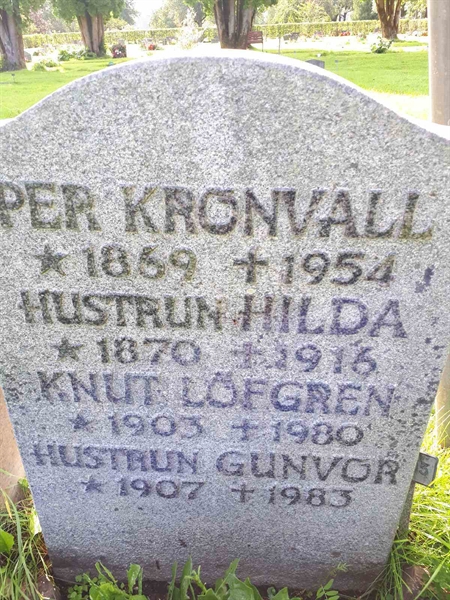 PER KRONVALL
★ 1869 ✝ 1954
HUSTRUN HILDA
★ 1870 ✝ 1916
KNUT LÖFGREN
★ 1903 ✝ 1980
HUSTRUN GUNVOR
★ 1907 ✝ 1983